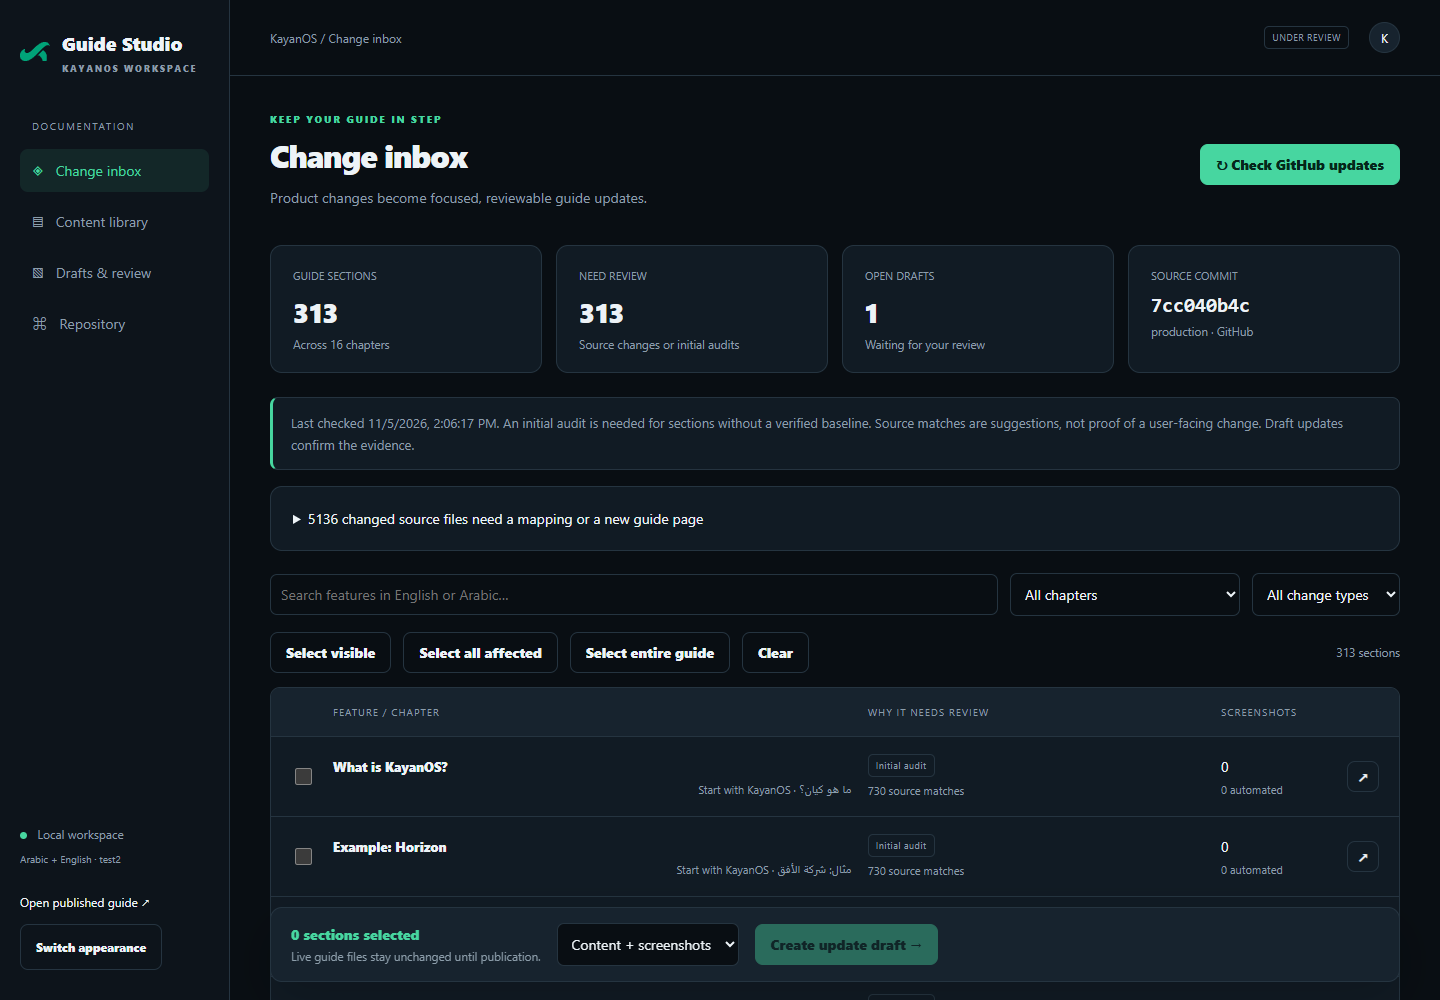 Guide Studio
KAYANOS WORKSPACE
DOCUMENTATION
Change inbox
Content library
Drafts & review
Repository
Local workspace
Arabic + English · test2
Open published guide ↗
Switch appearance
KayanOS / Change inbox
UNDER REVIEW
K
KEEP YOUR GUIDE IN STEP
Change inbox
Product changes become focused, reviewable guide updates.
↻ Check GitHub updates
GUIDE SECTIONS
313
Across 16 chapters
NEED REVIEW
313
Source changes or initial audits
OPEN DRAFTS
1
Waiting for your review
SOURCE COMMIT
7cc040b4c
production · GitHub
Last checked 11/5/2026, 2:06:17 PM. An initial audit is needed for sections without a verified baseline. Source matches are suggestions, not proof of a user-facing change. Draft updates
confirm the evidence.
▶ 5136 changed source files need a mapping or a new guide page
Search features in English or Arabic...
All chapters
All change types
Select visible
Select all affected
Select entire guide
Clear
313 sections
FEATURE / CHAPTER
WHY IT NEEDS REVIEW
SCREENSHOTS
What is KayanOS?
Start with KayanOS · ما هو كيان؟
Initial audit
730 source matches
0
0 automated
↗
Example: Horizon
Start with KayanOS · مثال: شركة الأفق
Initial audit
730 source matches
0
0 automated
↗
0 sections selected
Live guide files stay unchanged until publication.
Content + screenshots
Create update draft →